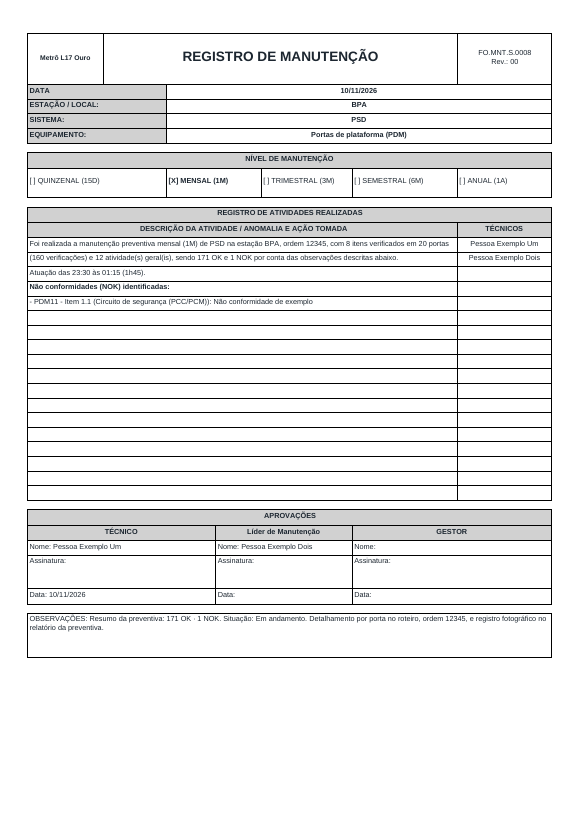 Metrô L17 Ouro
REGISTRO DE MANUTENÇÃO
FO.MNT.S.0008
Rev.: 00
DATA 10/11/2026
ESTAÇÃO / LOCAL: BPA
SISTEMA: PSD
EQUIPAMENTO: Portas de plataforma (PDM)
NÍVEL DE MANUTENÇÃO
[ ] QUINZENAL (15D) [X] MENSAL (1M) [ ] TRIMESTRAL (3M) [ ] SEMESTRAL (6M) [ ] ANUAL (1A)
REGISTRO DE ATIVIDADES REALIZADAS
DESCRIÇÃO DA ATIVIDADE / ANOMALIA E AÇÃO TOMADA TÉCNICOS
Foi realizada a manutenção preventiva mensal (1M) de PSD na estação BPA, ordem 12345, com 8 itens verificados em 20 portas Pessoa Exemplo Um
(160 verificações) e 12 atividade(s) geral(is), sendo 171 OK e 1 NOK por conta das observações descritas abaixo. Pessoa Exemplo Dois
Atuação das 23:30 às 01:15 (1h45).
Não conformidades (NOK) identificadas:
- PDM11 - Item 1.1 (Circuito de segurança (PCC/PCM)): Não conformidade de exemplo
APROVAÇÕES
TÉCNICO Líder de Manutenção GESTOR
Nome: Pessoa Exemplo Um Nome: Pessoa Exemplo Dois Nome:
Assinatura: Assinatura: Assinatura:
Data: 10/11/2026 Data: Data:
OBSERVAÇÕES: Resumo da preventiva: 171 OK · 1 NOK. Situação: Em andamento. Detalhamento por porta no roteiro, ordem 12345, e registro fotográfico no
relatório da preventiva.